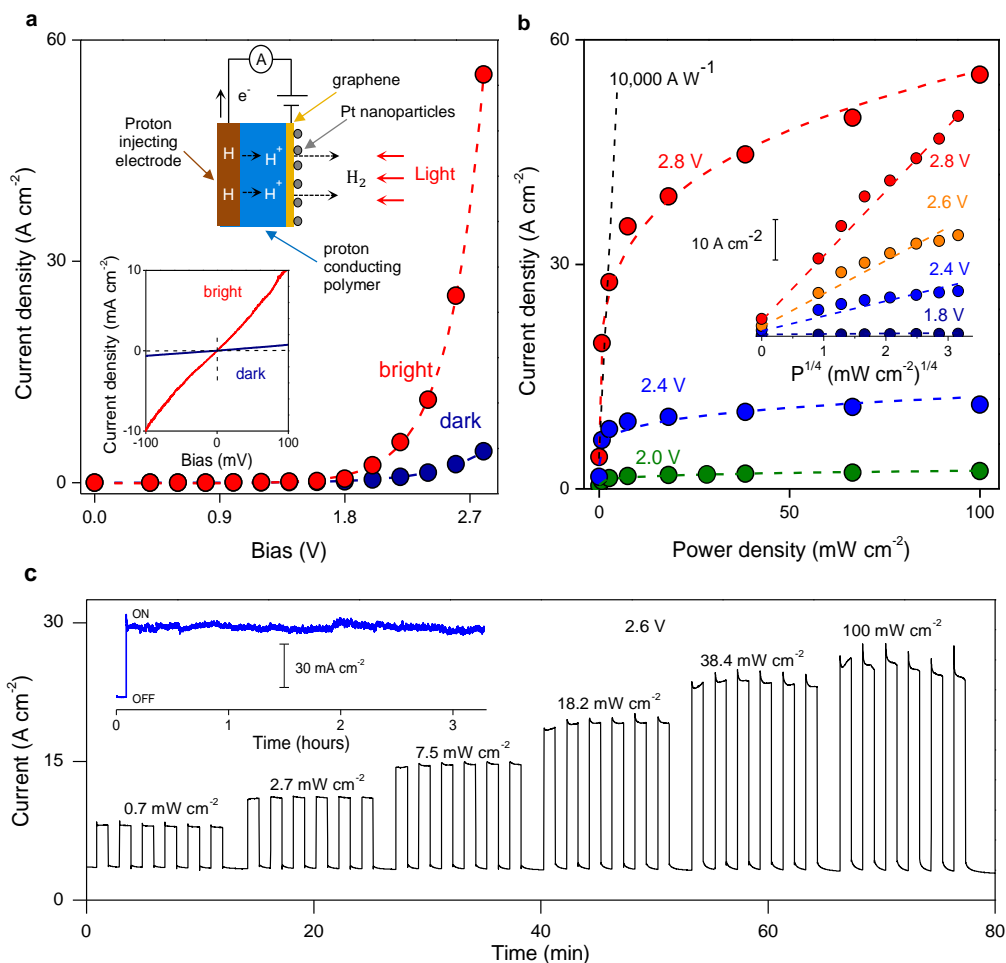 a
60
30
0
Current density (A cm-2)
0.0
0.9
1.8
2.7
Bias (V)
A
e-
graphene
Pt nanoparticles
Proton
injecting
electrode
H
H+
H
H+
H2
Light
proton
conducting
polymer
bright
dark
10
0
-10
Current density (mA cm-2)
-100
0
100
Bias (mV)
bright
dark
b
60
30
0
Current density (A cm-2)
0
50
100
Power density (mW cm-2)
10,000 A W-1
2.8 V
2.4 V
2.0 V
10 A cm-2
2.8 V
2.6 V
2.4 V
1.8 V
0
1
2
3
P1/4 (mW cm-2)1/4
c
30
15
0
Current (A cm-2)
0
20
40
60
80
Time (min)
ON
OFF
30 mA cm-2
0
1
2
3
Time (hours)
2.6 V
0.7 mW cm-2
2.7 mW cm-2
7.5 mW cm-2
18.2 mW cm-2
38.4 mW cm-2
100 mW cm-2